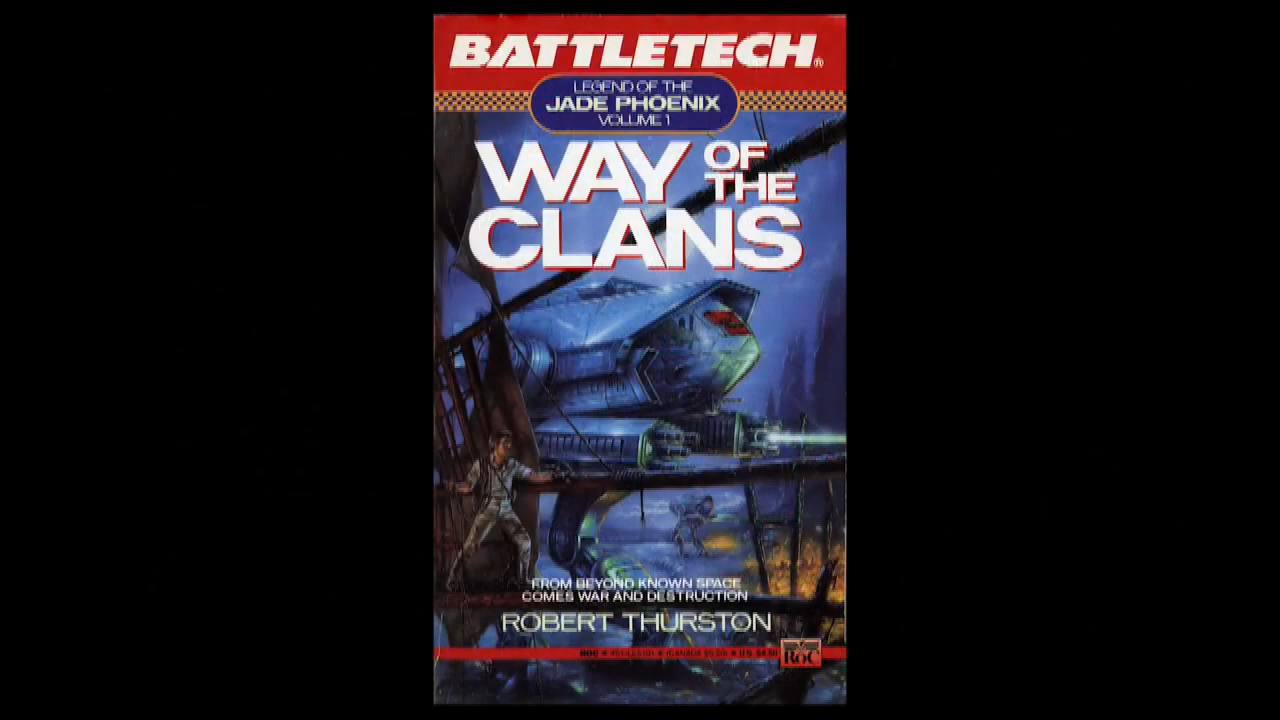 BATTLETECH®
LEGEND OF THE
JADE PHOENIX
VOLUME 1
WAY OF THE
CLANS
FROM BEYOND KNOWN SPACE
COMES WAR AND DESTRUCTION
ROBERT THURSTON
ROC
ROC